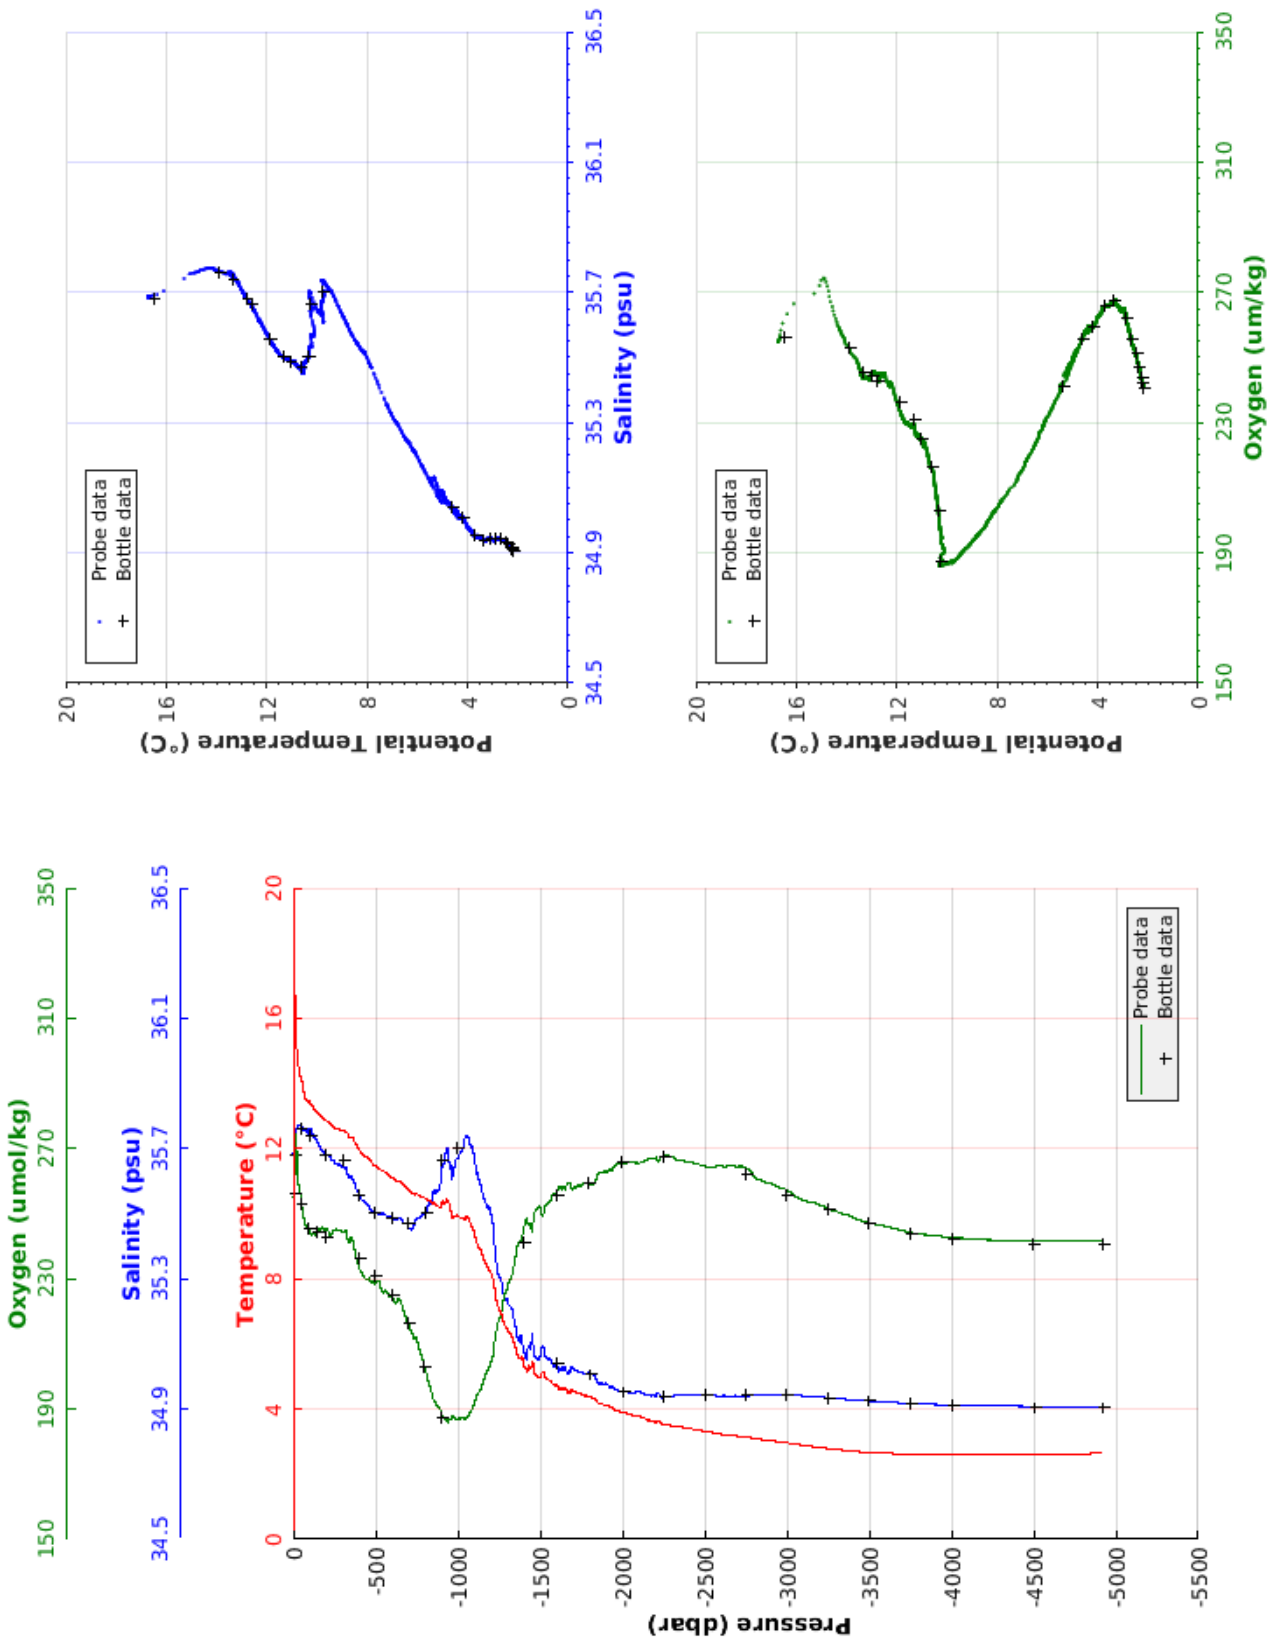 Oxygen (umol/kg)
150 190 230 270 310 350
Salinity (psu)
34.5 34.9 35.3 35.7 36.1 36.5
Temperature (°C)
0 4 8 12 16 20
0
-500
-1000
-1500
-2000
-2500
-3000
-3500
-4000
-4500
-5000
-5500
Pressure (dbar)
Probe data
Bottle data
20
16
12
8
4
0
Potential Temperature (°C)
Probe data
Bottle data
34.5 34.9 35.3 35.7 36.1 36.5
Salinity (psu)
20
16
12
8
4
0
Potential Temperature (°C)
Probe data
Bottle data
150 190 230 270 310 350
Oxygen (um/kg)